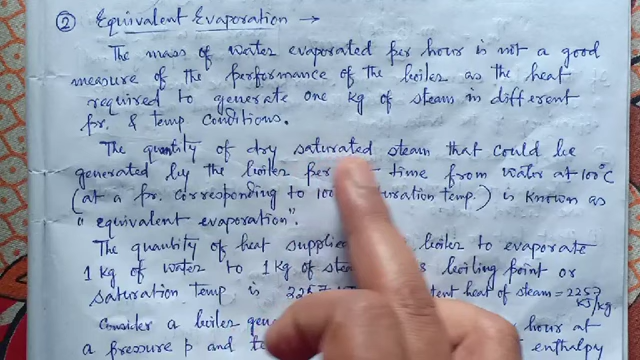 ② Equivalent Evaporation →
The mass of water evaporated per hour is not a good
measure of the performance of the boiler as the heat
required to generate one kg of steam in different
pr. & temp conditions.
The quantity of dry saturated steam that could be
generated by the boiler per time from water at 100°C
(at a pr. corresponding to 100 saturation temp.) is known as
"equivalent evaporation".
The quantity of heat supplied boiler to evaporate
1 kg of water to 1 kg of steam boiling point or
saturation temp is 2257 latent heat of steam = 2257
KJ/kg
Consider a boiler hour at
a pressure p and enthalpy